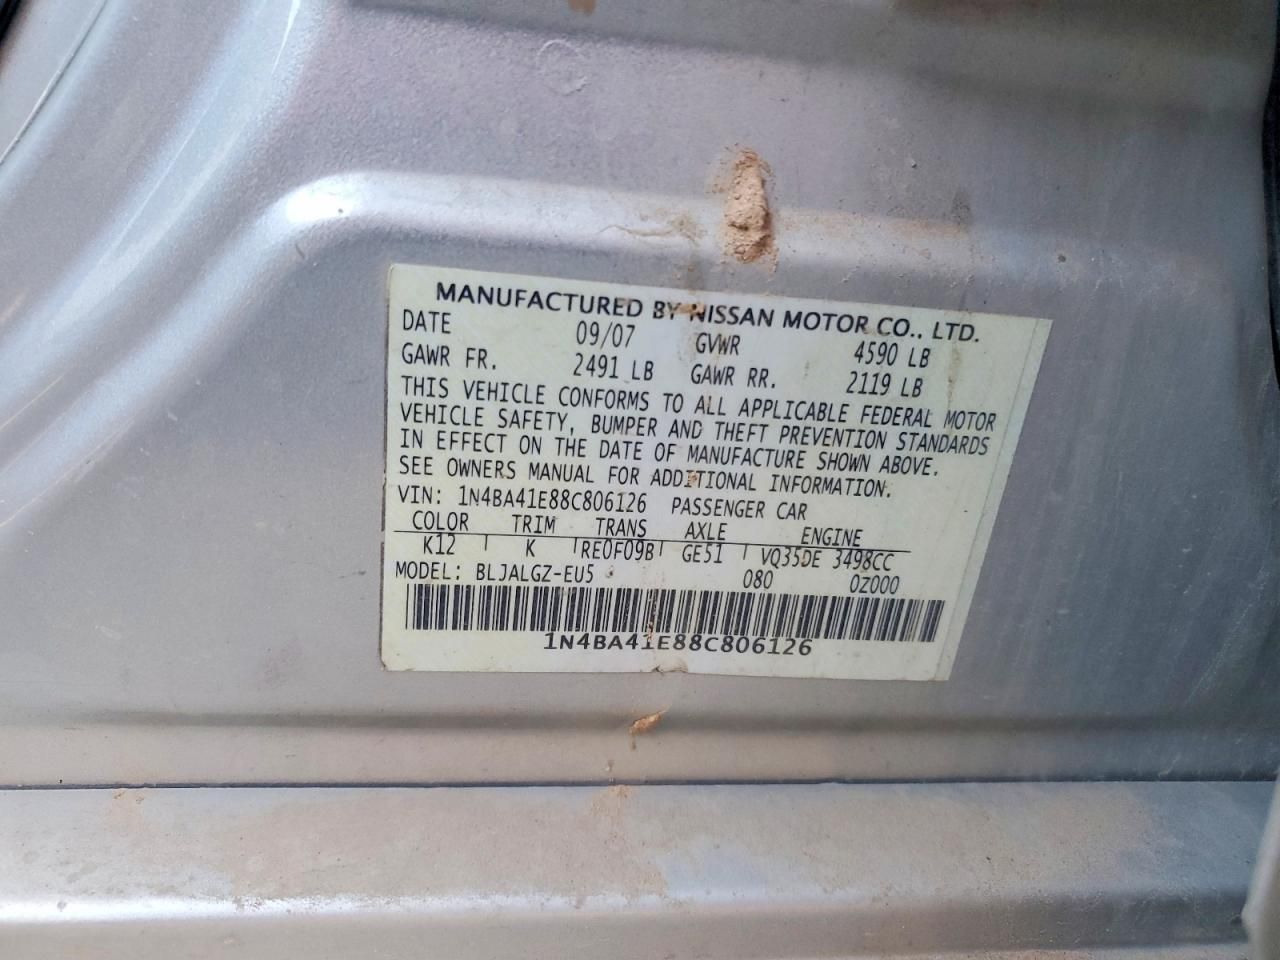 MANUFACTURED BY NISSAN MOTOR CO., LTD.
DATE 09/07 GVWR 4590 LB
GAWR FR. 2491 LB GAWR RR. 2119 LB
THIS VEHICLE CONFORMS TO ALL APPLICABLE FEDERAL MOTOR
VEHICLE SAFETY, BUMPER AND THEFT PREVENTION STANDARDS
IN EFFECT ON THE DATE OF MANUFACTURE SHOWN ABOVE.
SEE OWNERS MANUAL FOR ADDITIONAL INFORMATION.
VIN: 1N4BA41E88C806126 PASSENGER CAR
COLOR TRIM TRANS AXLE ENGINE
K12 K RE0F09B GE51 VQ35DE 3498CC
MODEL: BLJALGZ-EU5 080 0Z000
1N4BA41E88C806126